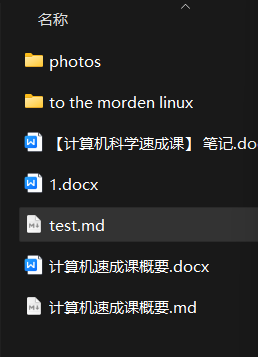 名称
photos
to the morden linux
【计算机科学速成课】笔记.do
1.docx
test.md
计算机速成课概要.docx
计算机速成课概要.md